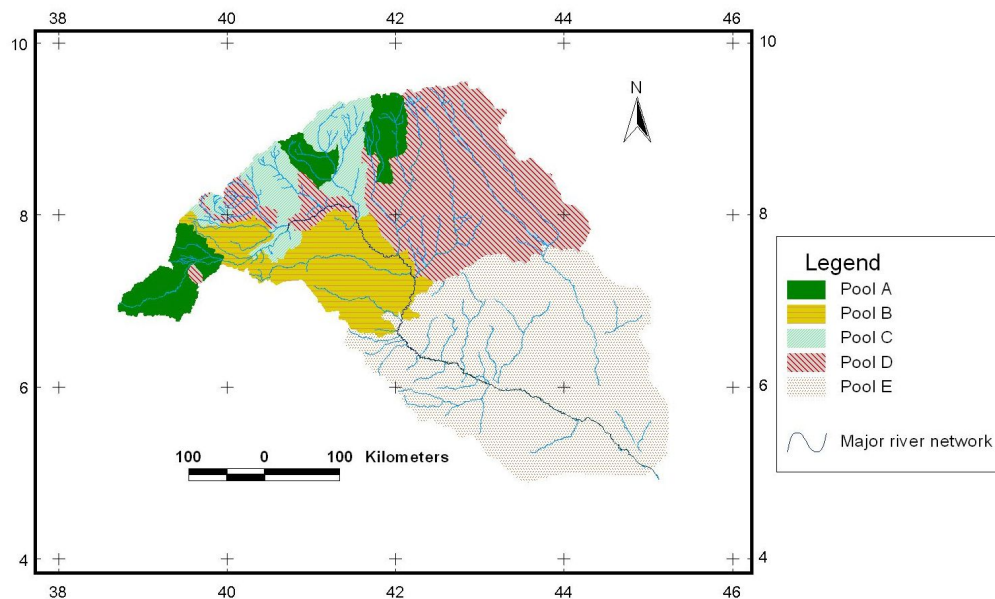 38 40 42 44 46
10 10
N
8 8
Legend
Pool A
Pool B
Pool C
Pool D
Pool E
6 6
Major river network
100 0 100 Kilometers
4 4
38 40 42 44 46